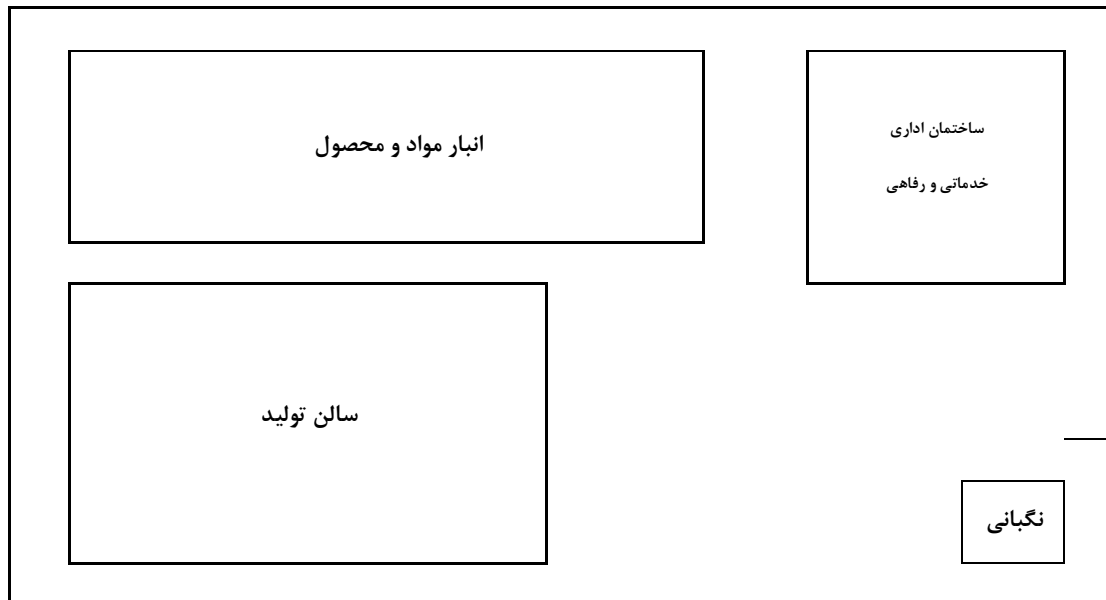 انبار مواد و محصول
ساختمان اداری
خدماتی و رفاهی
سالن تولید
نگبانی